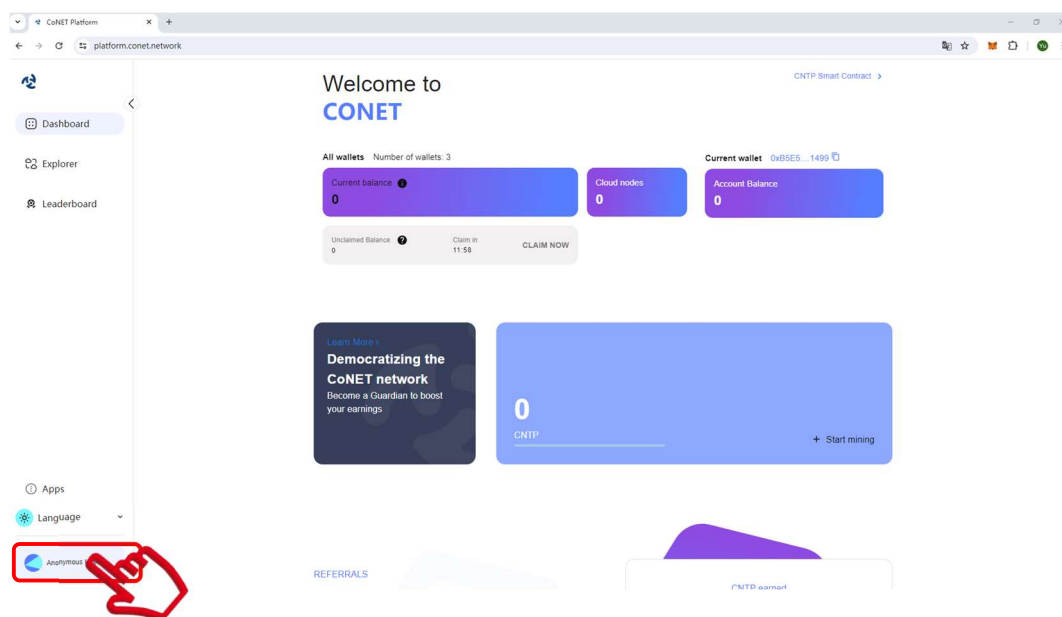 CoNET Platform
platform.conet.network
Yu
Dashboard
Explorer
Leaderboard
Apps
Language
Anonymous
Welcome to
CONET
CNTP Smart Contract >
All wallets Number of wallets: 3
Current balance
0
Cloud nodes
0
Current wallet 0xB5E5...1499
Account Balance
0
Unclaimed Balance
0
Claim in
11:58
CLAIM NOW
Learn More >
Democratizing the
CoNET network
Become a Guardian to boost
your earnings
0
CNTP
+ Start mining
REFERRALS
CNTP earned